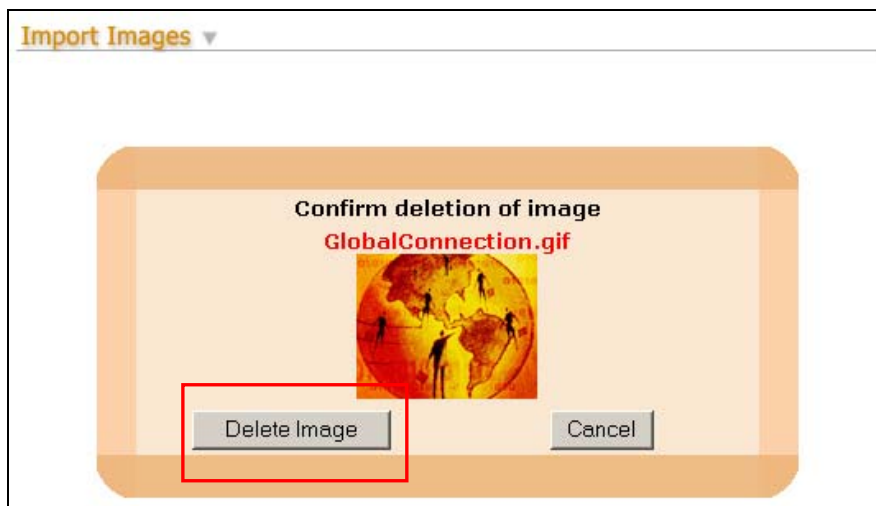 Import Images
Confirm deletion of image
GlobalConnection.gif
Delete Image
Cancel